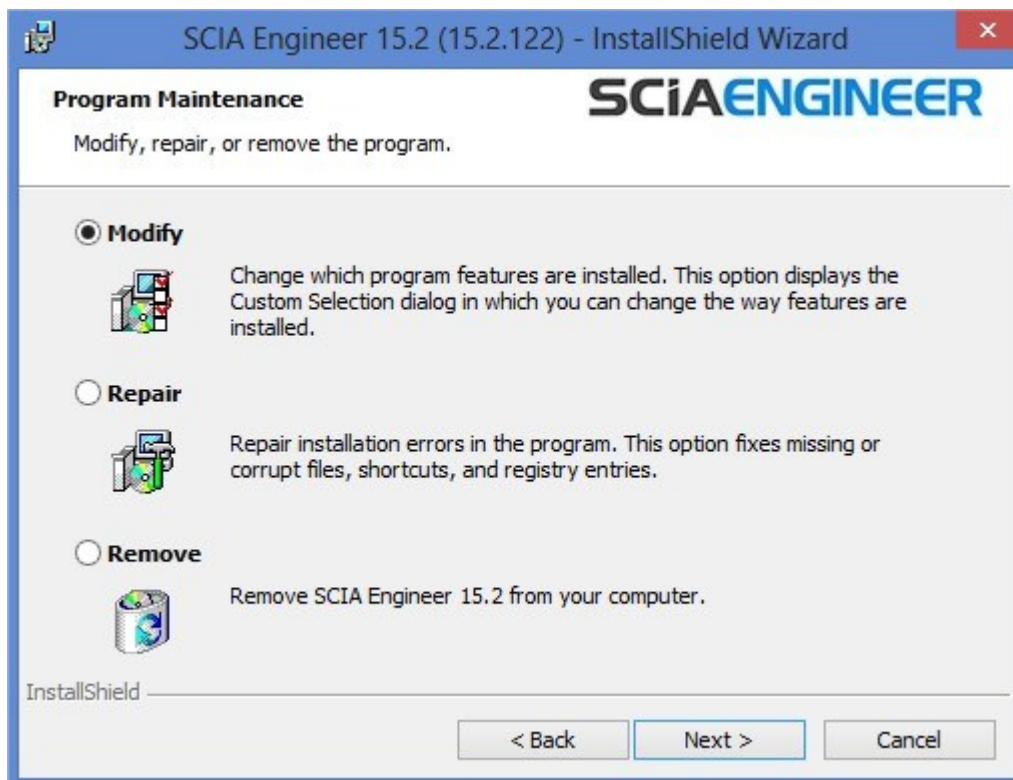 SCIA Engineer 15.2 (15.2.122) - InstallShield Wizard
Program Maintenance
SCiAENGINEER
Modify, repair, or remove the program.
Modify
Change which program features are installed. This option displays the
Custom Selection dialog in which you can change the way features are
installed.
Repair
Repair installation errors in the program. This option fixes missing or
corrupt files, shortcuts, and registry entries.
Remove
Remove SCIA Engineer 15.2 from your computer.
InstallShield
< Back
Next >
Cancel